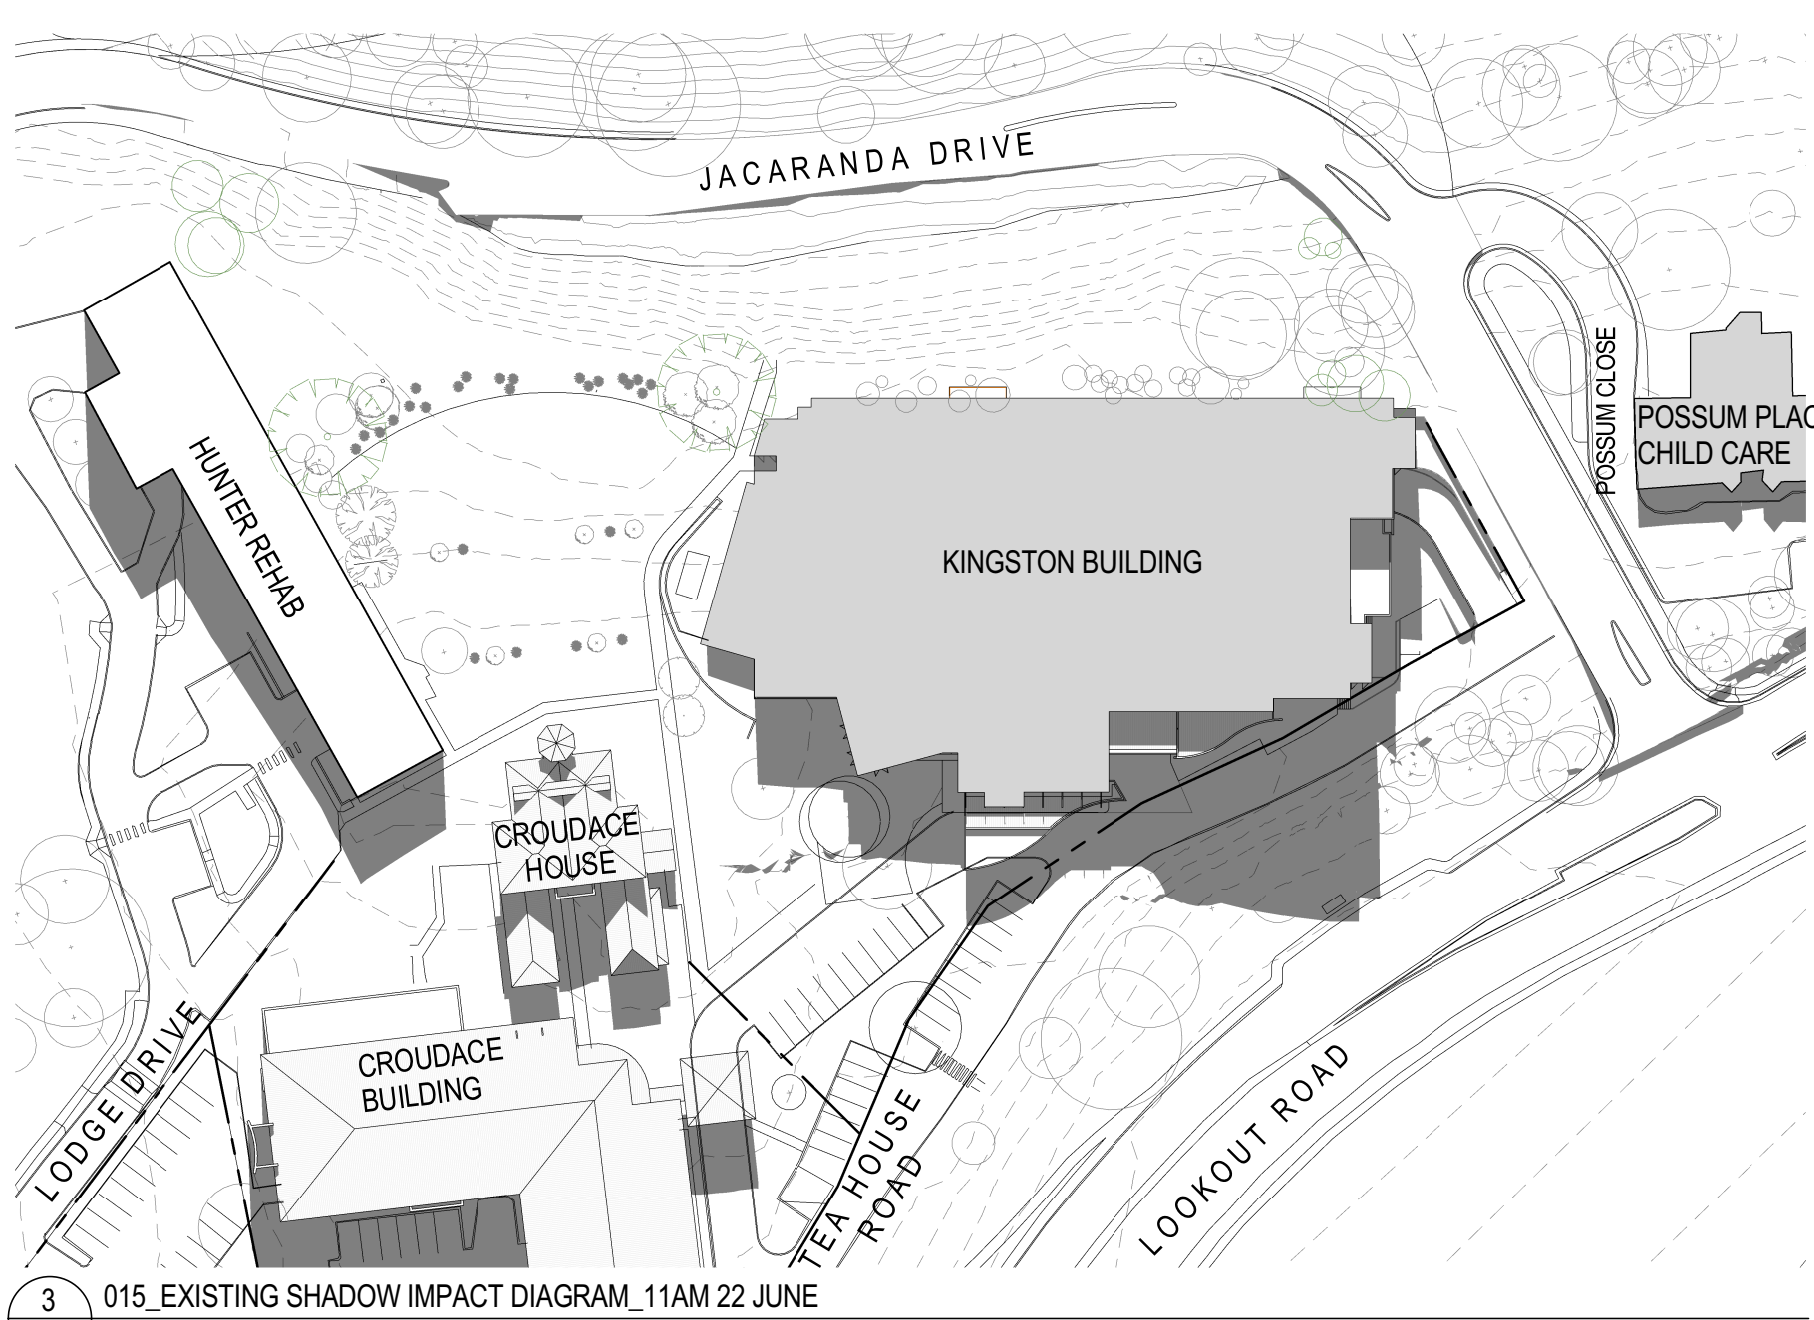 JACARANDA DRIVE
POSSUM CLOSE
POSSUM PLAC
CHILD CARE
HUNTER REHAB
KINGSTON BUILDING
CROUDACE
HOUSE
CROUDACE
BUILDING
LODGE DRIVE
TEA HOUSE
ROAD
LOOKOUT ROAD
3
015_EXISTING SHADOW IMPACT DIAGRAM_11AM 22 JUNE